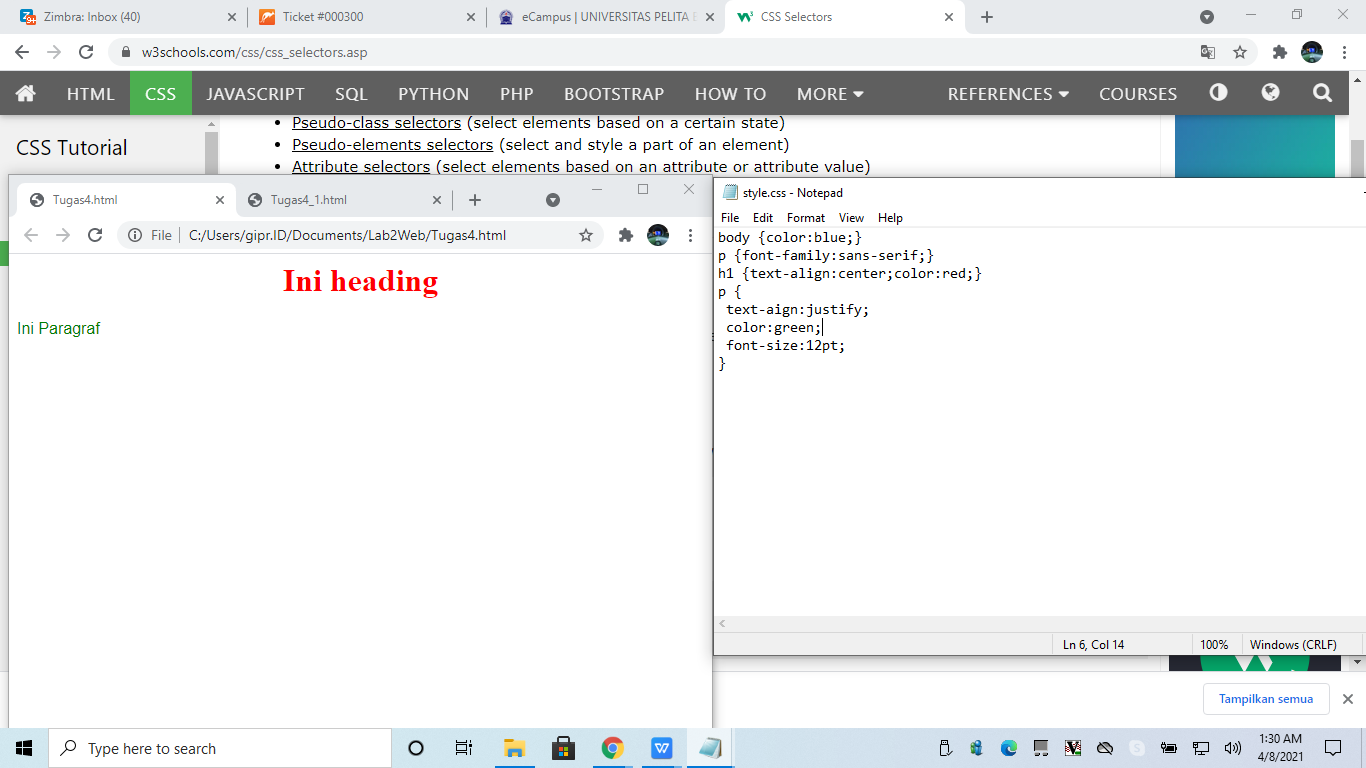 Zimbra: Inbox (40)
Ticket #000300
eCampus | UNIVERSITAS PELITA
CSS Selectors
w3schools.com/css/css_selectors.asp
HTML CSS JAVASCRIPT SQL PYTHON PHP BOOTSTRAP HOW TO MORE REFERENCES COURSES
CSS Tutorial
• Pseudo-class selectors (select elements based on a certain state)
• Pseudo-elements selectors (select and style a part of an element)
• Attribute selectors (select elements based on an attribute or attribute value)
Tugas4.html
Tugas4_1.html
File | C:/Users/gipr.ID/Documents/Lab2Web/Tugas4.html
Ini heading
Ini Paragraf
style.css - Notepad
File Edit Format View Help
body {color:blue;}
p {font-family:sans-serif;}
h1 {text-align:center;color:red;}
p {
text-aign:justify;
color:green;
font-size:12pt;
}
Ln 6, Col 14
100%
Windows (CRLF)
Tampilkan semua
Type here to search
1:30 AM
4/8/2021